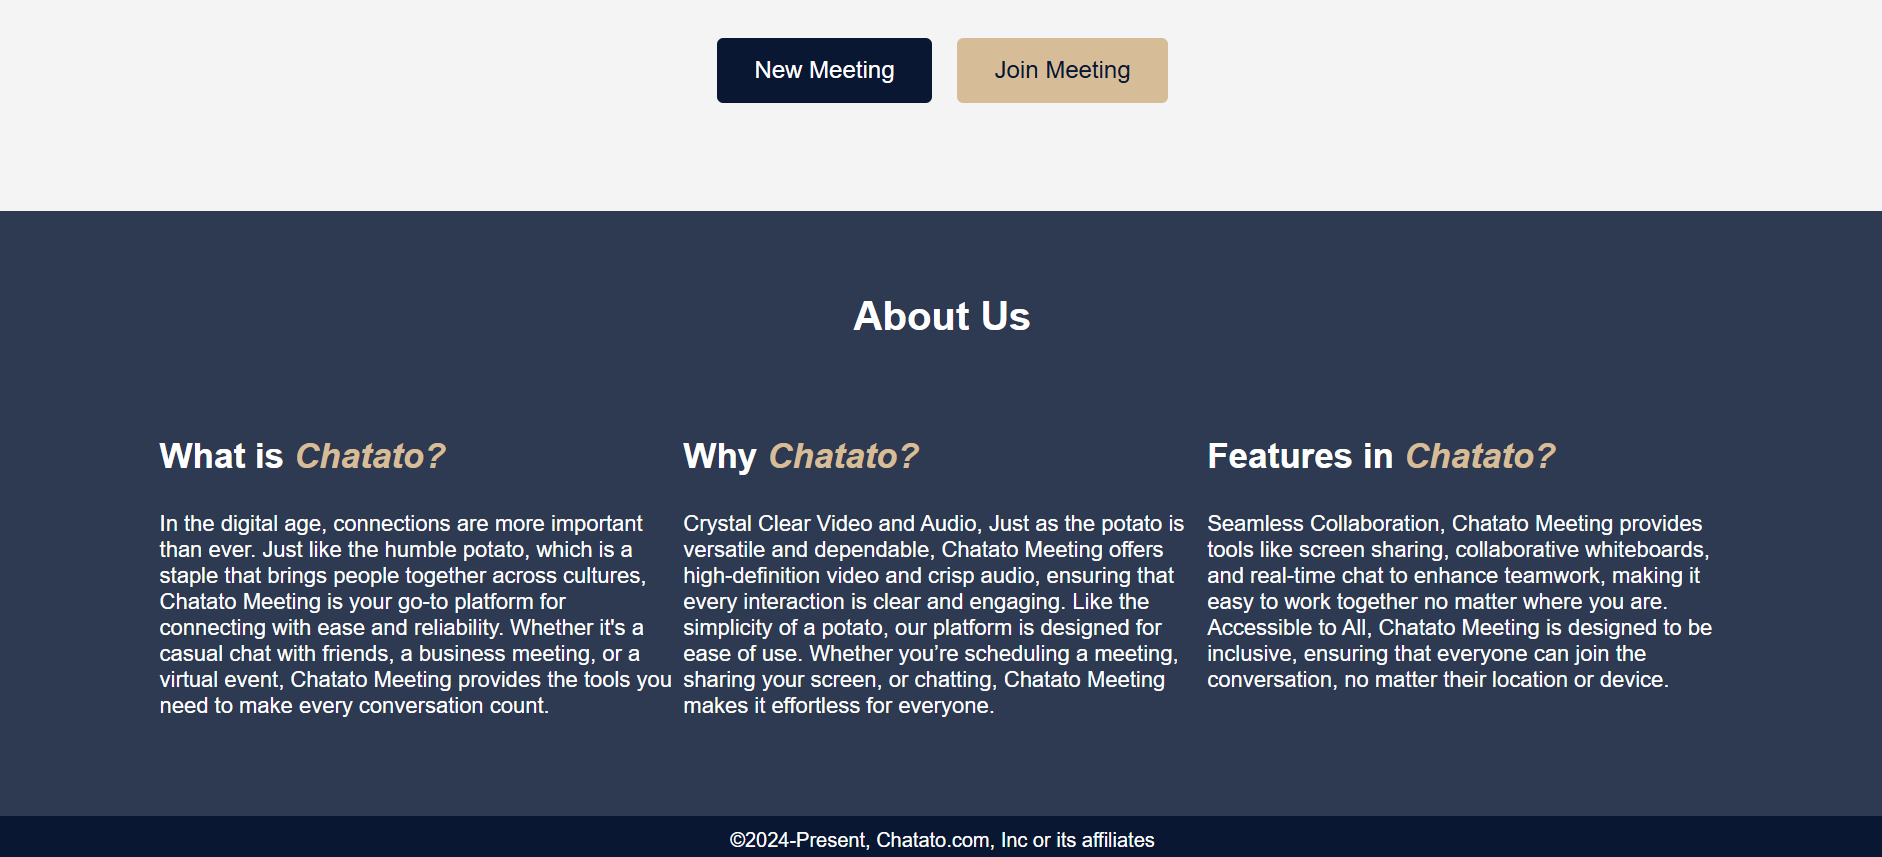 New Meeting
Join Meeting
About Us
What is Chatato?
In the digital age, connections are more important
than ever. Just like the humble potato, which is a
staple that brings people together across cultures,
Chatato Meeting is your go-to platform for
connecting with ease and reliability. Whether it's a
casual chat with friends, a business meeting, or a
virtual event, Chatato Meeting provides the tools you
need to make every conversation count.
Why Chatato?
Crystal Clear Video and Audio, Just as the potato is
versatile and dependable, Chatato Meeting offers
high-definition video and crisp audio, ensuring that
every interaction is clear and engaging. Like the
simplicity of a potato, our platform is designed for
ease of use. Whether you’re scheduling a meeting,
sharing your screen, or chatting, Chatato Meeting
makes it effortless for everyone.
Features in Chatato?
Seamless Collaboration, Chatato Meeting provides
tools like screen sharing, collaborative whiteboards,
and real-time chat to enhance teamwork, making it
easy to work together no matter where you are.
Accessible to All, Chatato Meeting is designed to be
inclusive, ensuring that everyone can join the
conversation, no matter their location or device.
©2024-Present, Chatato.com, Inc or its affiliates